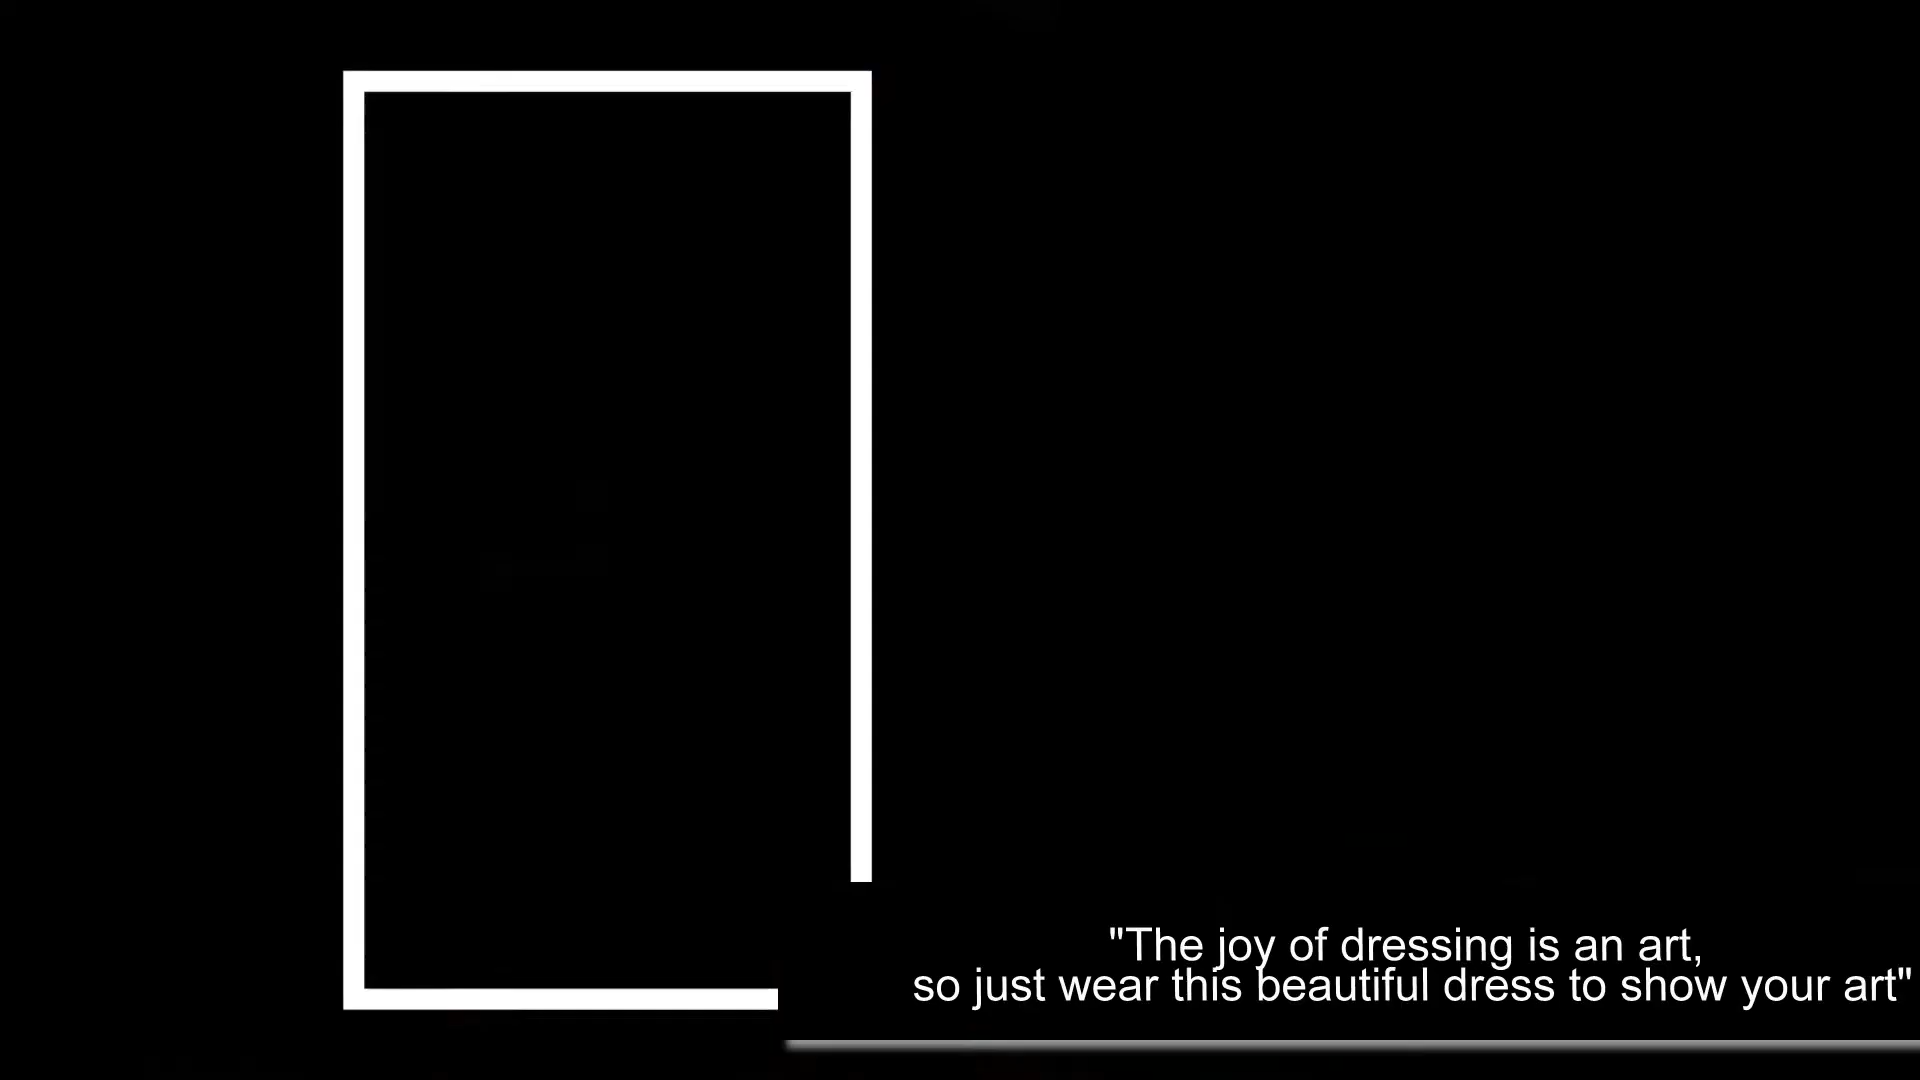 "The joy of dressing is an art,
so just wear this beautiful dress to show your art"